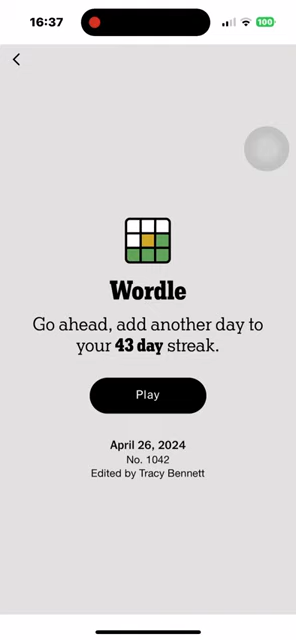 16:37
100
Wordle
Go ahead, add another day to
your 43 day streak.
Play
April 26, 2024
No. 1042
Edited by Tracy Bennett